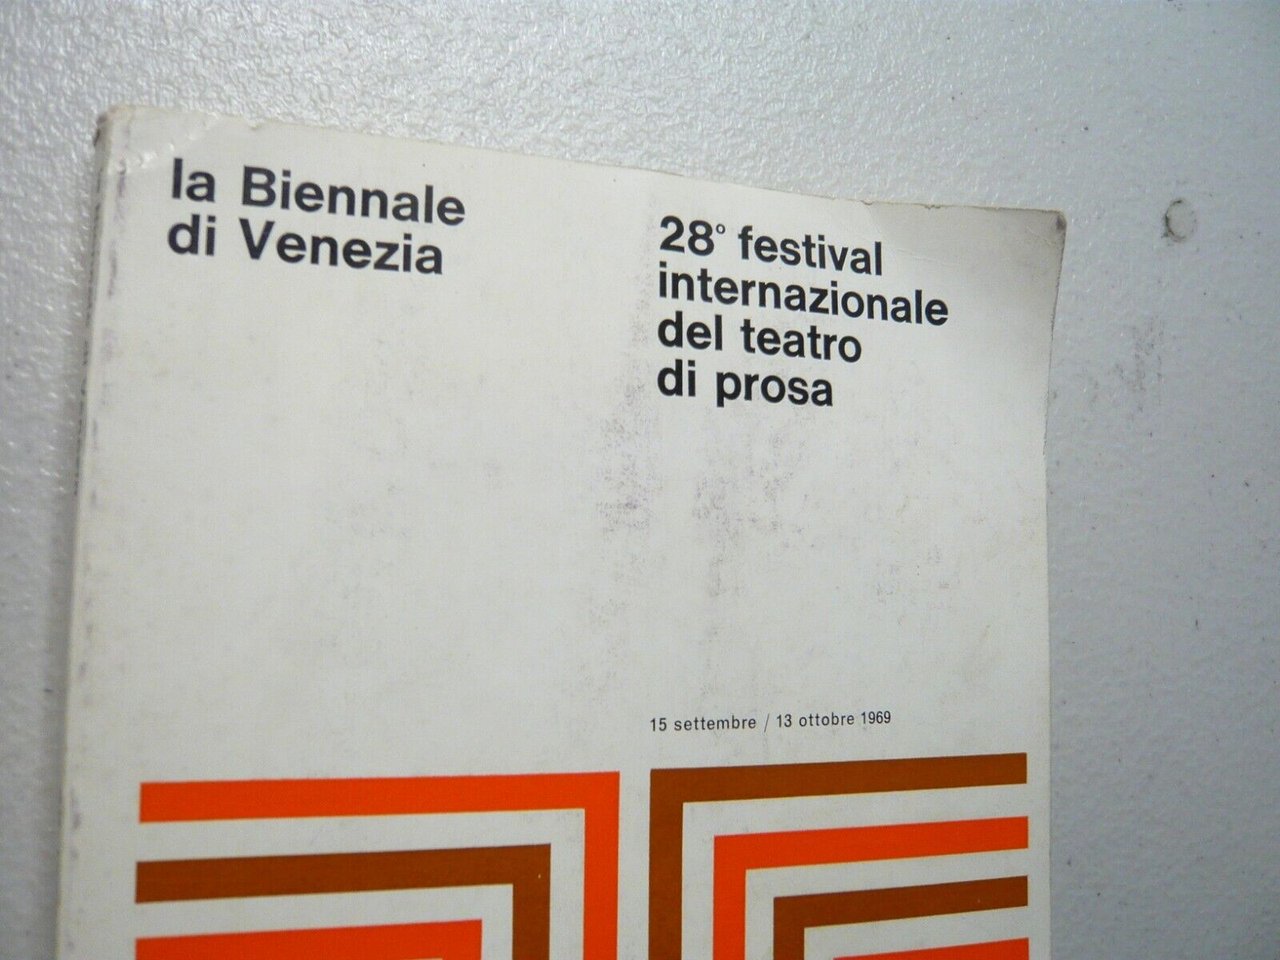 la Biennale
di Venezia
28° festival
internazionale
del teatro
di prosa
15 settembre / 13 ottobre 1969